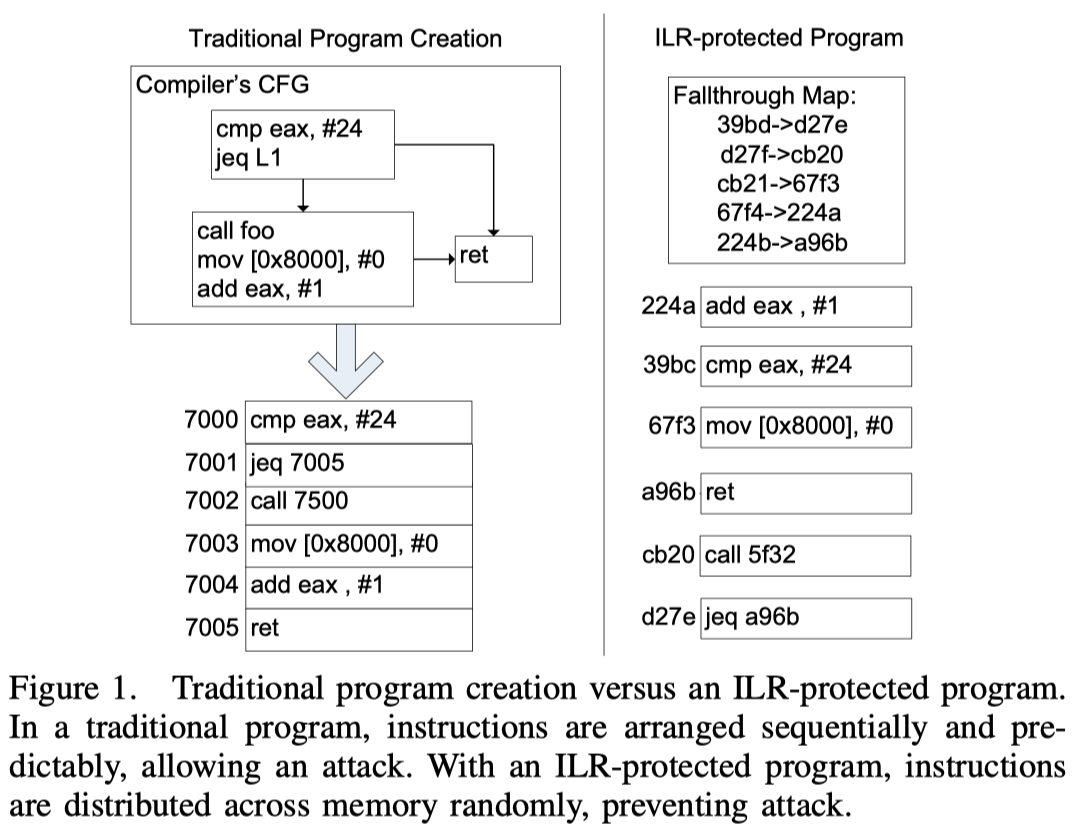 Traditional Program Creation
Compiler's CFG
cmp eax, #24
jeq L1
call foo
mov [0x8000], #0
add eax, #1
ret
7000 cmp eax, #24
7001 jeq 7005
7002 call 7500
7003 mov [0x8000], #0
7004 add eax , #1
7005 ret
ILR-protected Program
Fallthrough Map:
39bd->d27e
d27f->cb20
cb21->67f3
67f4->224a
224b->a96b
224a add eax , #1
39bc cmp eax, #24
67f3 mov [0x8000], #0
a96b ret
cb20 call 5f32
d27e jeq a96b
Figure 1. Traditional program creation versus an ILR-protected program.
In a traditional program, instructions are arranged sequentially and pre-
dictably, allowing an attack. With an ILR-protected program, instructions
are distributed across memory randomly, preventing attack.